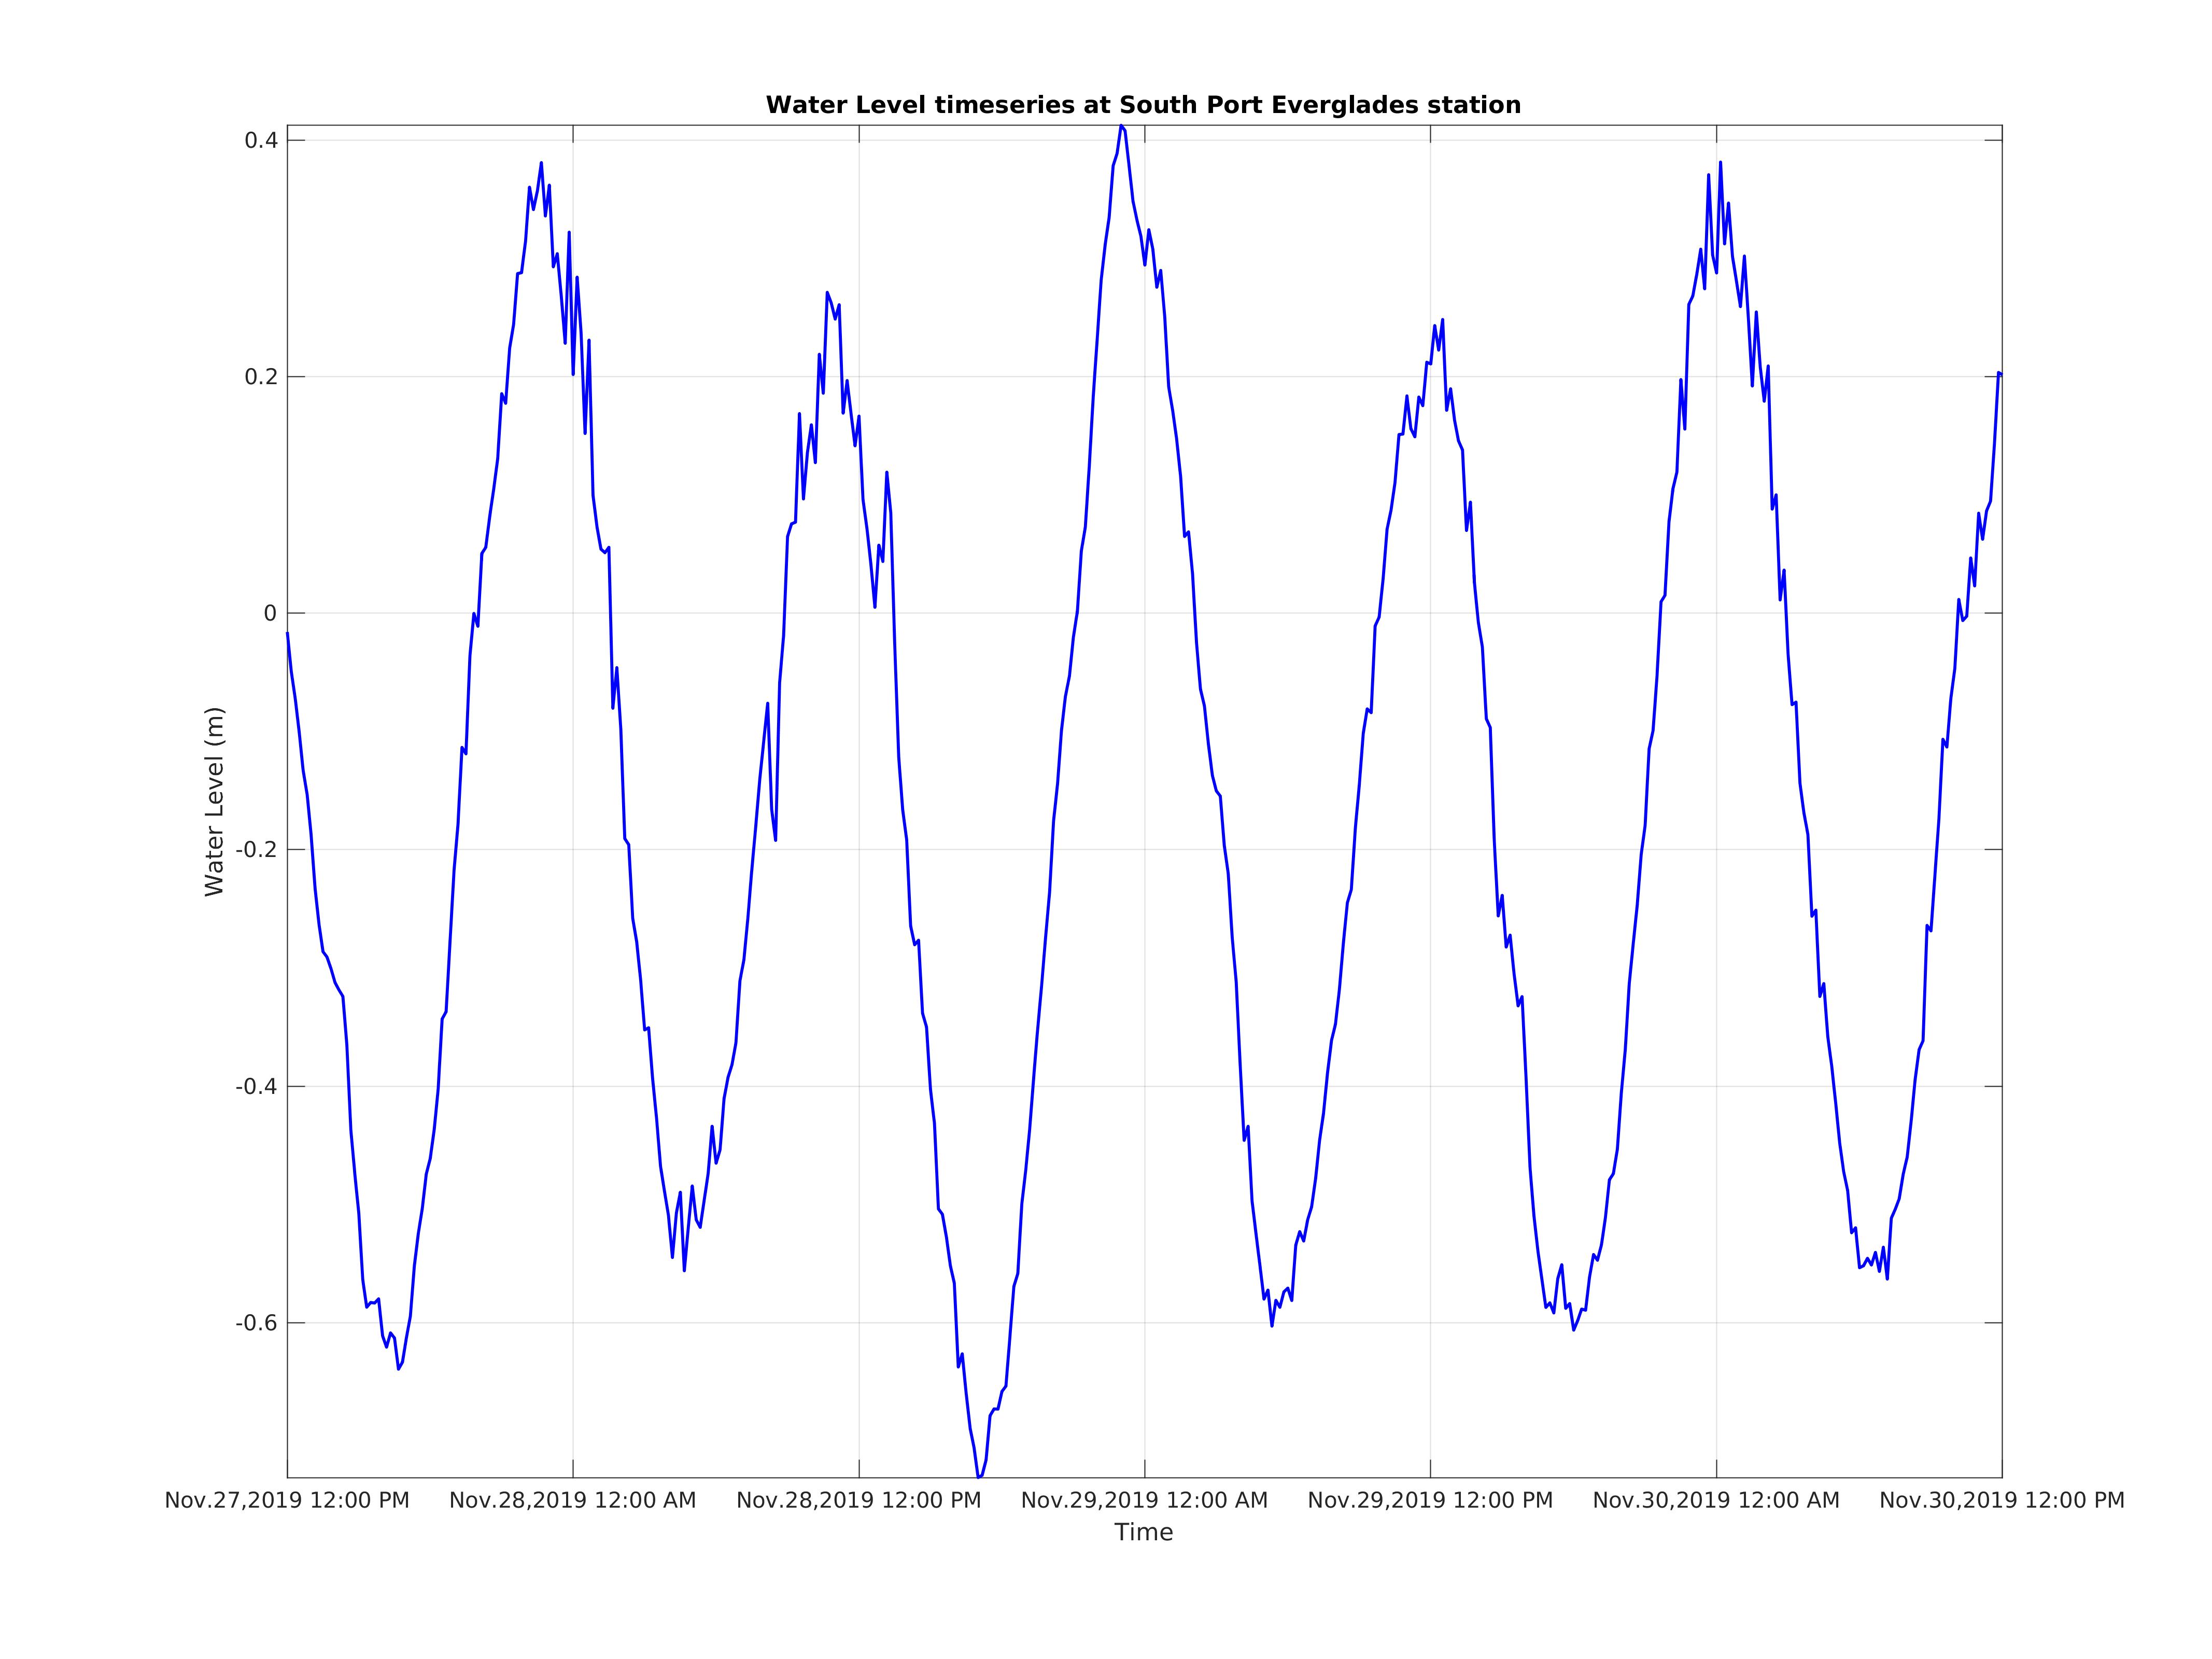 Water Level timeseries at South Port Everglades station
0.4
0.2
0
-0.2
-0.4
-0.6
Water Level (m)
Nov.27,2019 12:00 PM
Nov.28,2019 12:00 AM
Nov.28,2019 12:00 PM
Nov.29,2019 12:00 AM
Nov.29,2019 12:00 PM
Nov.30,2019 12:00 AM
Nov.30,2019 12:00 PM
Time